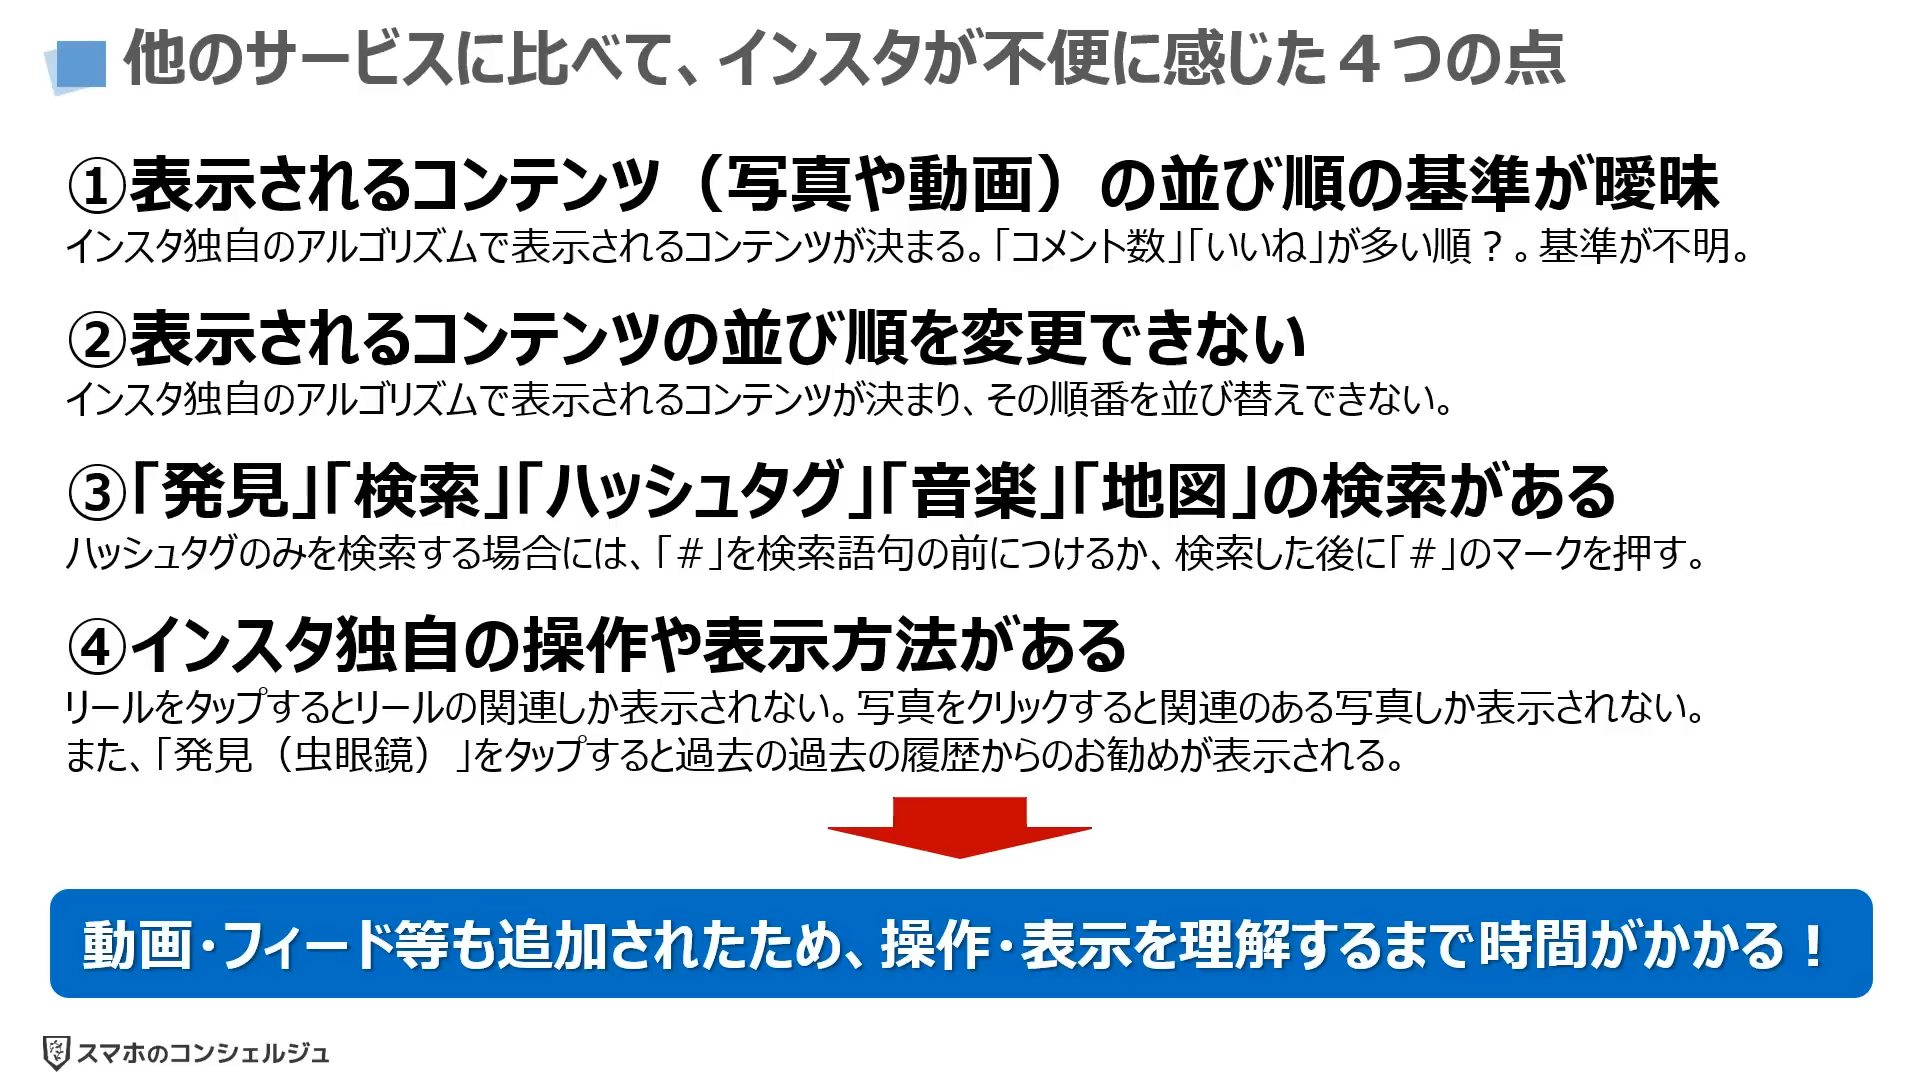 他のサービスに比べて、インスタが不便に感じた４つの点
①表示されるコンテンツ（写真や動画）の並び順の基準が曖昧
インスタ独自のアルゴリズムで表示されるコンテンツが決まる。「コメント数」「いいね」が多い順？。基準が不明。
②表示されるコンテンツの並び順を変更できない
インスタ独自のアルゴリズムで表示されるコンテンツが決まり、その順番を並び替えできない。
③「発見」「検索」「ハッシュタグ」「音楽」「地図」の検索がある
ハッシュタグのみを検索する場合には、「＃」を検索語句の前につけるか、検索した後に「＃」のマークを押す。
④インスタ独自の操作や表示方法がある
リールをタップするとリールの関連しか表示されない。写真をクリックすると関連のある写真しか表示されない。
また、「発見（虫眼鏡）」をタップすると過去の過去の履歴からのお勧めが表示される。
動画・フィード等も追加されたため、操作・表示を理解するまで時間がかかる！
スマホのコンシェルジュ